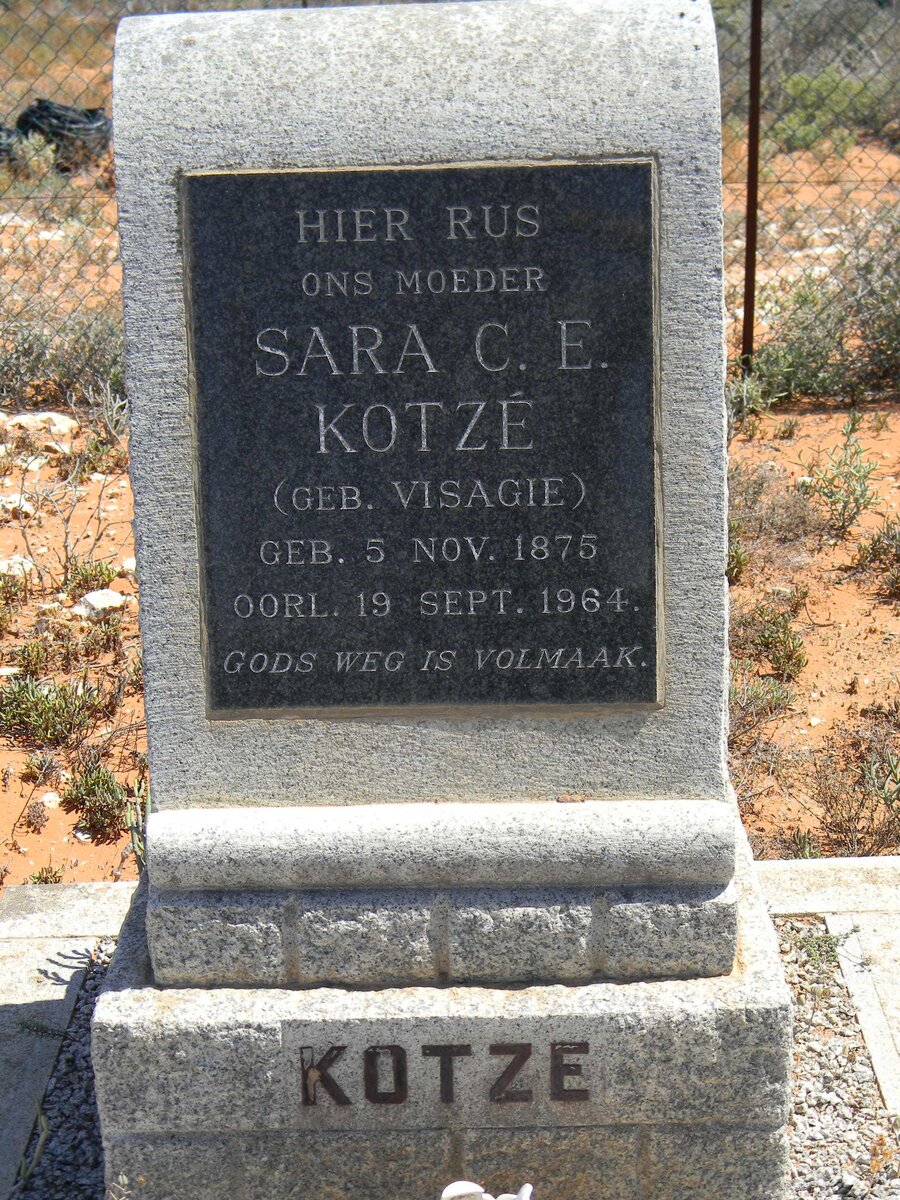 HIER RUS
ONS MOEDER
SARA C. E.
KOTZÉ
(GEB. VISAGIE)
GEB. 5 NOV. 1875
OORL. 19 SEPT. 1964.
GODS WEG IS VOLMAAK.
KOTZE